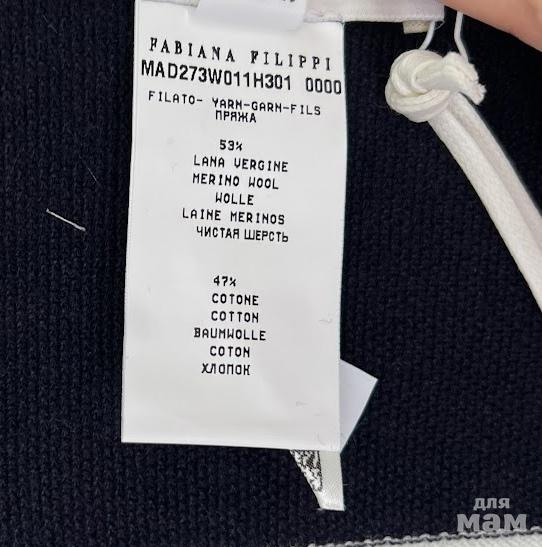 FABIANA FILIPPI
MAD273W011H301 0000
FILATO- YARN-GARN-FILS
ПРЯЖА
53%
LANA VERGINE
MERINO WOOL
WOLLE
LAINE MERINOS
ЧИСТАЯ ШЕРСТЬ
47%
COTONE
COTTON
BAUMWOLLE
COTON
ХЛОПОК
для
мам